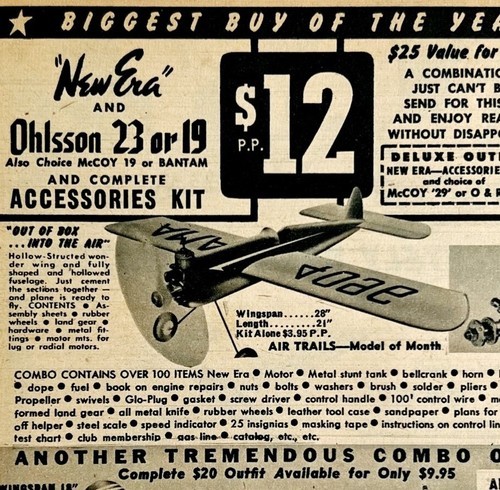 ★ BIGGEST BUY OF THE YE
"New Era"
AND
Ohlsson 23 or 19
Also Choice McCOY 19 or BANTAM
AND COMPLETE
ACCESSORIES KIT
$12
P.P.
$25 Value for
A COMBINATIO
JUST CAN'T B
SEND FOR THIS
AND ENJOY REA
WITHOUT DISAPP
DELUXE OUT
NEW ERA—ACCESSORIE
and choice of
McCOY '29' or O & R
"OUT OF BOX
...INTO THE AIR"
Hollow-Structed won-
der wing and fully
shaped and hollowed
fuselage. Just cement
the sections together —
and plane is ready to
fly. CONTENTS • As-
sembly sheets • rubber
wheels • land gear •
hardware • metal fit-
tings • motor mts. for
lug or radial motors.
AMA
Wingspan......28"
Length........21"
Kit Alone $3.95 P.P.
AIR TRAILS—Model of Month
COMBO CONTAINS OVER 100 ITEMS New Era • Motor • Metal stunt tank • bellcrank • horn •
• dope • fuel • book on engine repairs • nuts • bolts • washers • brush • solder • pliers
Propeller • swivels • Glo-Plug • gasket • screw driver • control handle • 100' control wire • m
formed land gear • all metal knife • rubber wheels • leather tool case • sandpaper • plans for
off helper • steel scale • speed indicator • 25 insignias • masking tape • instructions on control lin
test chart • club membership • gas line • catalog, etc., etc.
ANOTHER TREMENDOUS COMBO O
Complete $20 Outfit Available for Only $9.95
WINGSPAN 18"